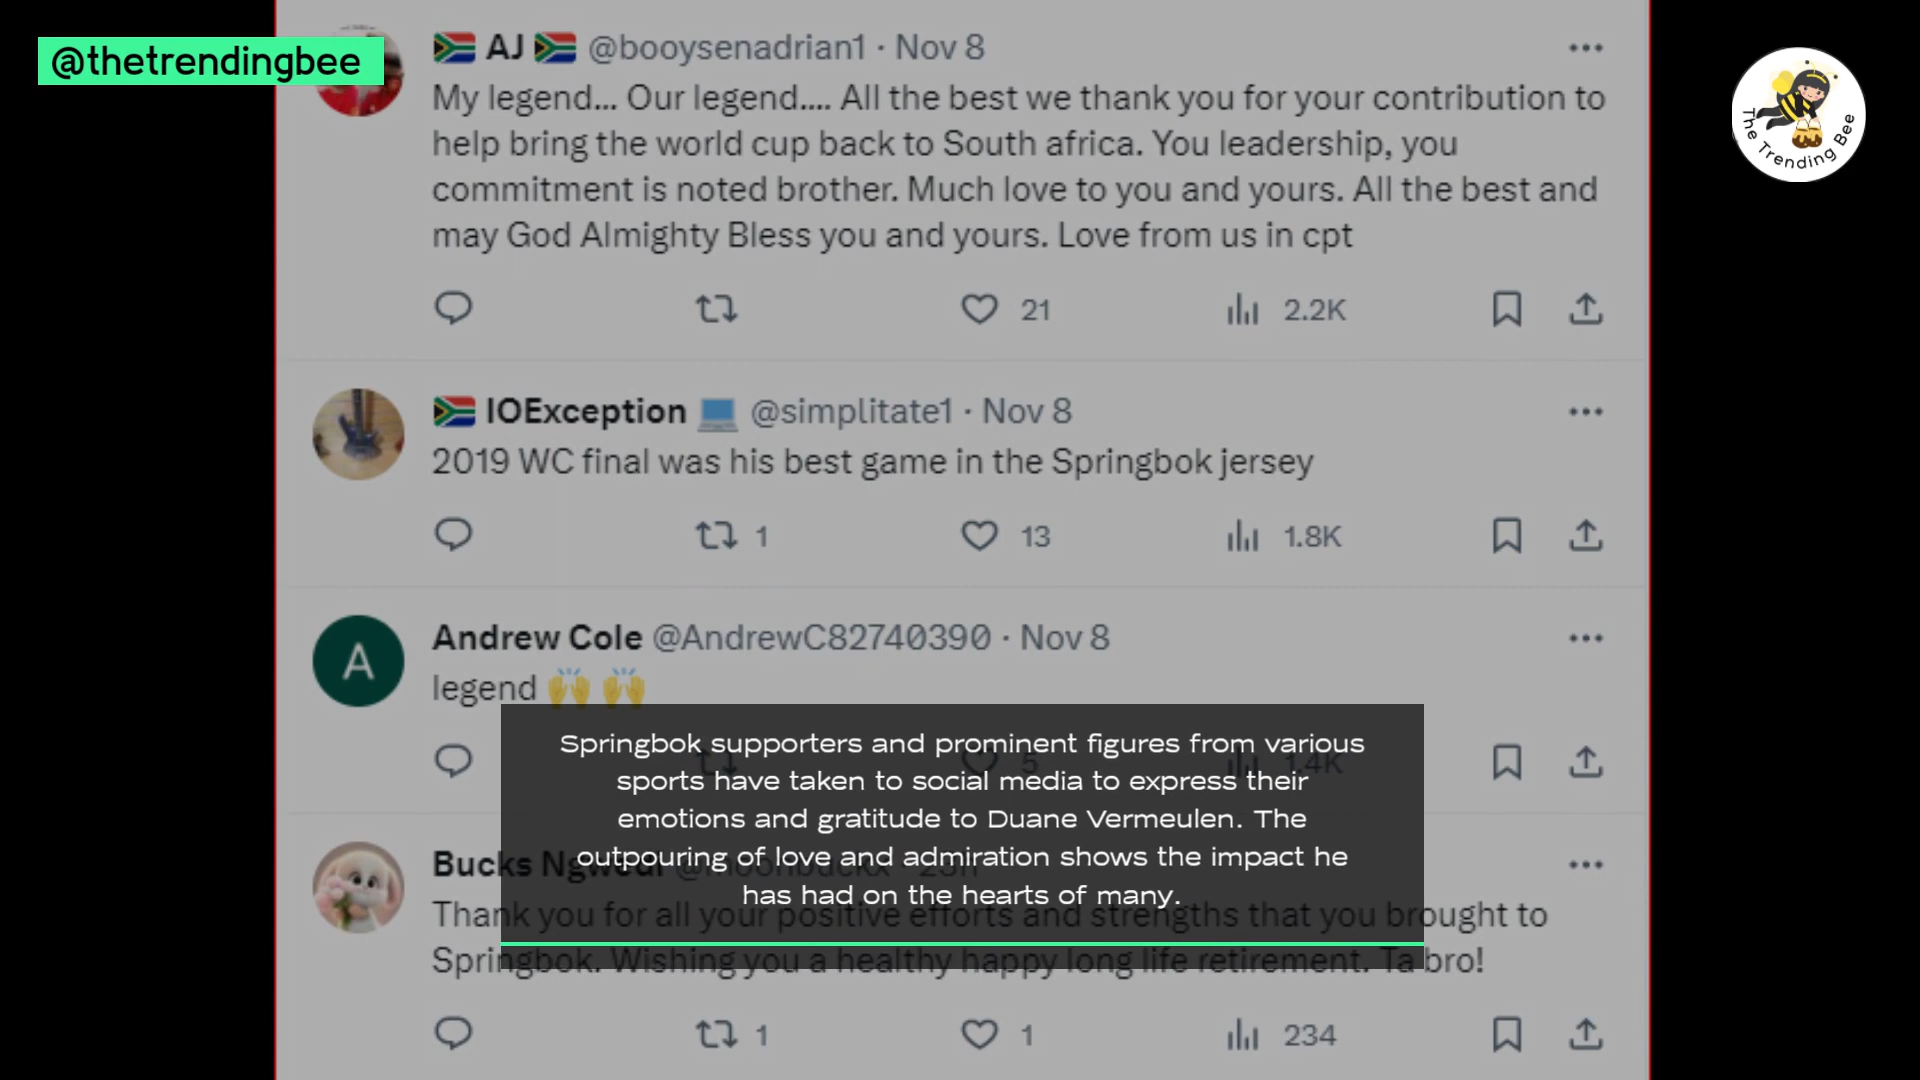 @thetrendingbee
The Trending Bee
AJ @booysenadrian1 · Nov 8
My legend... Our legend.... All the best we thank you for your contribution to
help bring the world cup back to South africa. You leadership, you
commitment is noted brother. Much love to you and yours. All the best and
may God Almighty Bless you and yours. Love from us in cpt
21 2.2K
IOException @simplitate1 · Nov 8
2019 WC final was his best game in the Springbok jersey
1 13 1.8K
A
Andrew Cole @AndrewC82740390 · Nov 8
legend
5 1.4K
Springbok supporters and prominent figures from various
sports have taken to social media to express their
emotions and gratitude to Duane Vermeulen. The
outpouring of love and admiration shows the impact he
has had on the hearts of many.
Bucks
Thank you for all your positive efforts and strengths that you brought to
Springbok. Wishing you a healthy happy long life retirement. Ta bro!
1 1 234